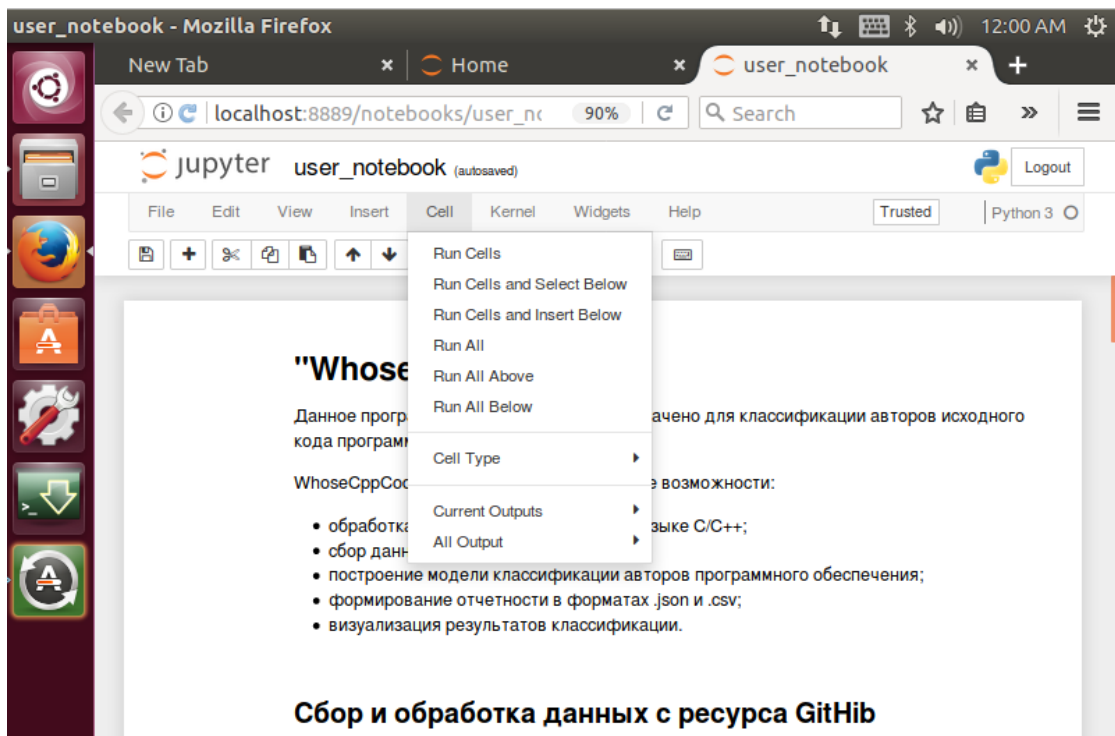 user_notebook - Mozilla Firefox 12:00 AM
New Tab Home user_notebook
localhost:8889/notebooks/user_no 90% Search
jupyter user_notebook (autosaved) Logout
File Edit View Insert Cell Kernel Widgets Help Trusted Python 3
Run Cells
Run Cells and Select Below
Run Cells and Insert Below
Run All
Run All Above
Run All Below
Cell Type
Current Outputs
All Output
"Whose
Данное прогр ачено для классификации авторов исходного
кода програм
WhoseCppCo е возможности:
• обработка зыке C/C++;
• сбор данн
• построение модели классификации авторов программного обеспечения;
• формирование отчетности в форматах .json и .csv;
• визуализация результатов классификации.
Сбор и обработка данных с ресурса GitHib